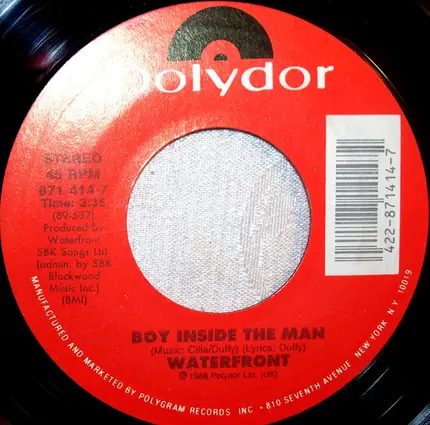 polydor
STEREO
45 RPM
871 414-7
Time: 3:35
(89-587)
Produced by
Waterfront
SBK Songs Ltd.
(admin. by SBK
Blackwood
Music Inc.)
(BMI)
422-871414-7
BOY INSIDE THE MAN
(Music: Cilia/Duffy) (Lyrics: Duffy)
WATERFRONT
℗ 1988 Polydor Ltd. (UK)
MANUFACTURED AND MARKETED BY POLYGRAM RECORDS INC • 810 SEVENTH AVENUE NEW YORK N Y 10019